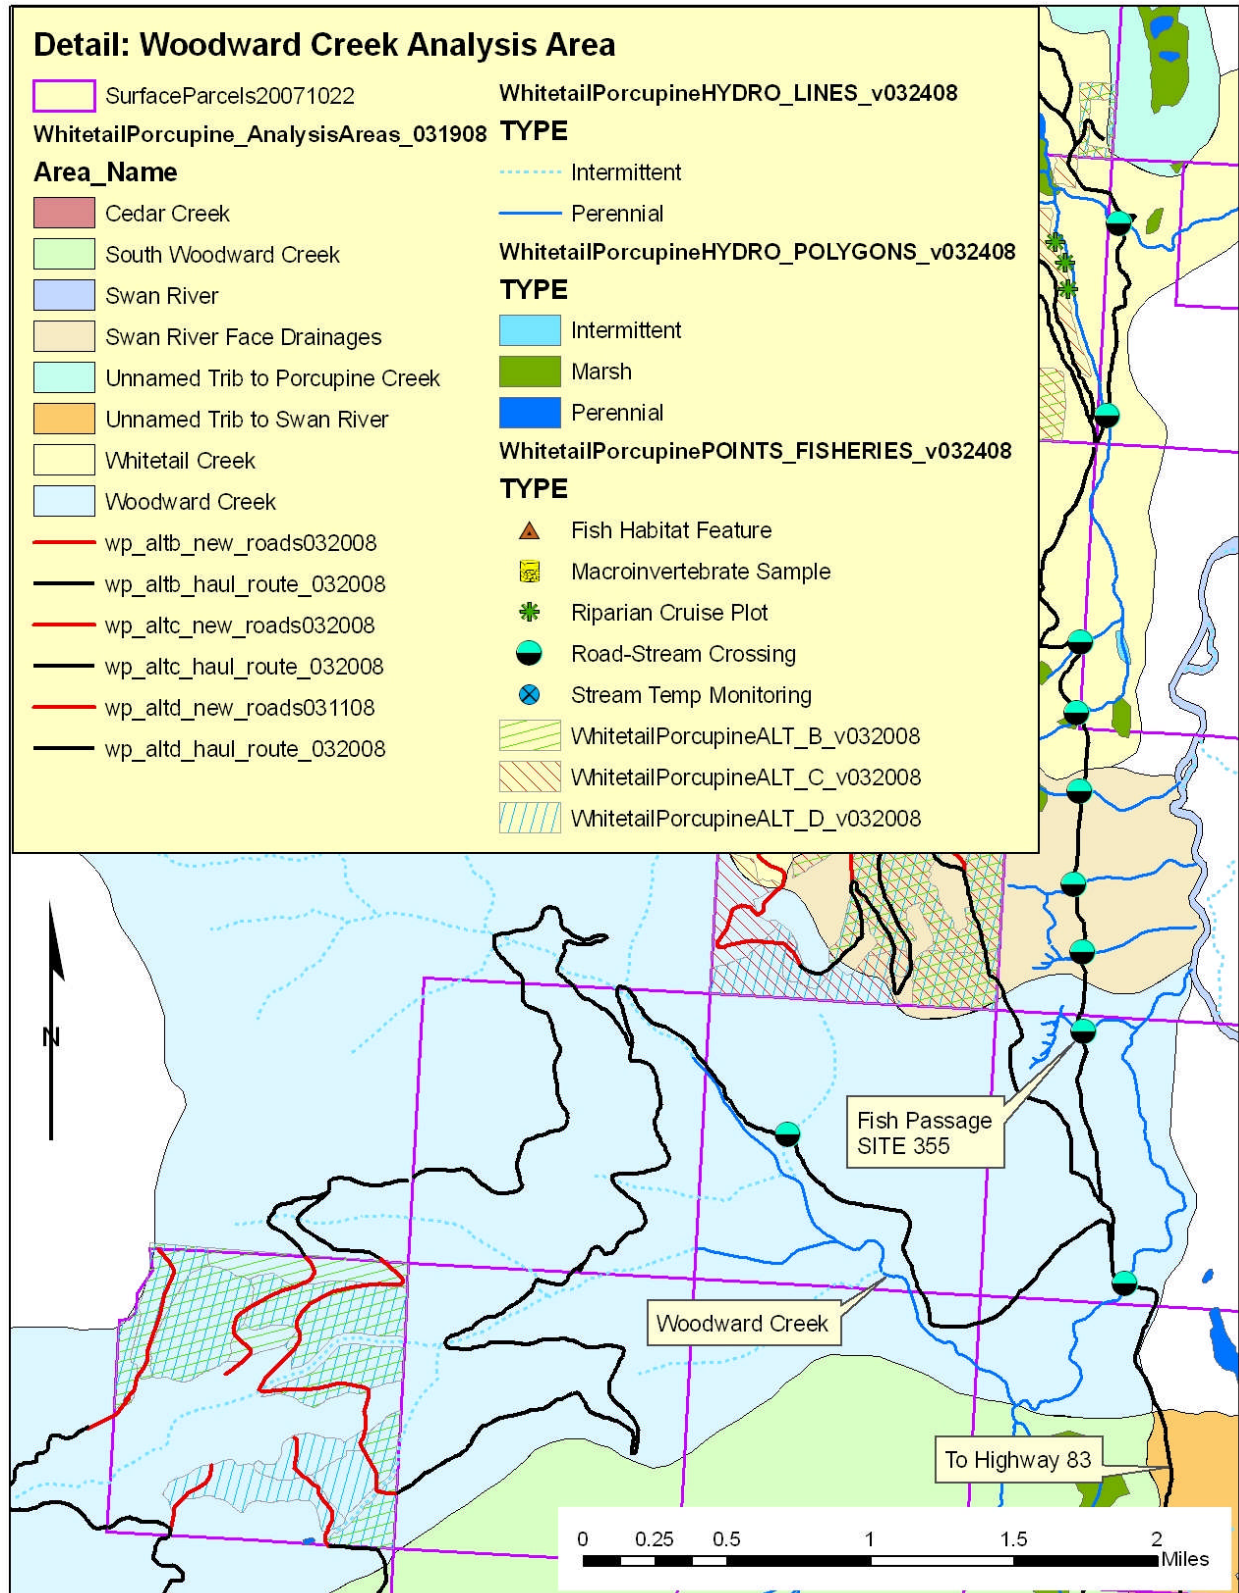 Detail: Woodward Creek Analysis Area
SurfaceParcels20071022
WhitetailPorcupine_AnalysisAreas_031908
Area_Name
Cedar Creek
South Woodward Creek
Swan River
Swan River Face Drainages
Unnamed Trib to Porcupine Creek
Unnamed Trib to Swan River
Whitetail Creek
Woodward Creek
wp_altb_new_roads032008
wp_altb_haul_route_032008
wp_altc_new_roads032008
wp_altc_haul_route_032008
wp_altd_new_roads031108
wp_altd_haul_route_032008
WhitetailPorcupineHYDRO_LINES_v032408
TYPE
Intermittent
Perennial
WhitetailPorcupineHYDRO_POLYGONS_v032408
TYPE
Intermittent
Marsh
Perennial
WhitetailPorcupinePOINTS_FISHERIES_v032408
TYPE
Fish Habitat Feature
Macroinvertebrate Sample
Riparian Cruise Plot
Road-Stream Crossing
Stream Temp Monitoring
WhitetailPorcupineALT_B_v032008
WhitetailPorcupineALT_C_v032008
WhitetailPorcupineALT_D_v032008
N
Fish Passage
SITE 355
Woodward Creek
To Highway 83
0 0.25 0.5 1 1.5 2
Miles